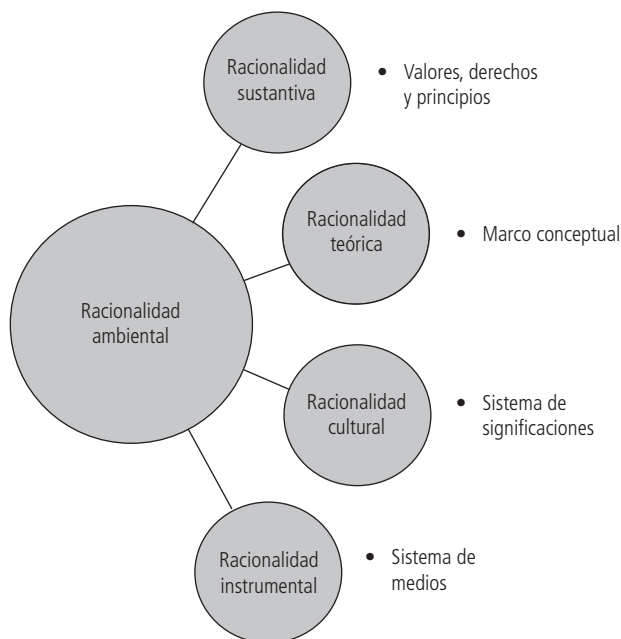 Racionalidad
sustantiva
• Valores, derechos
y principios
Racionalidad
teórica
• Marco conceptual
Racionalidad
ambiental
Racionalidad
cultural
• Sistema de
significaciones
Racionalidad
instrumental
• Sistema de
medios